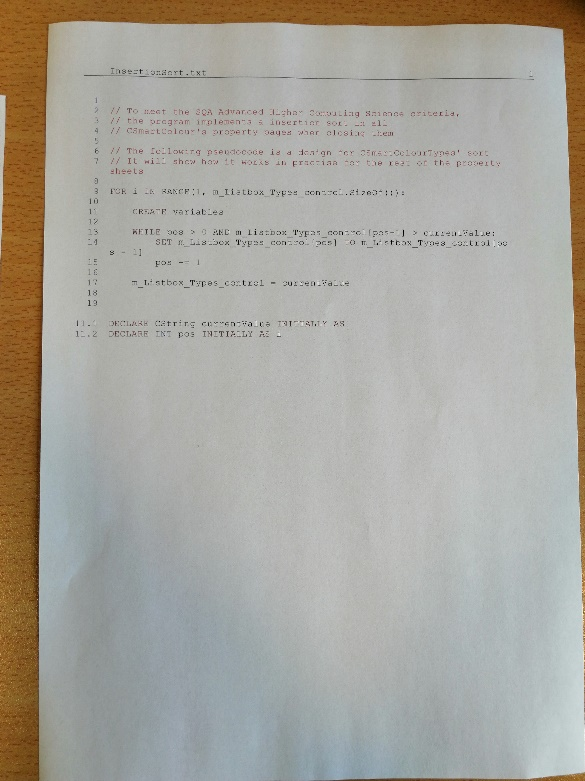 InsertionSort.txt 1
1
2 // To meet the SQA Advanced Higher Computing Science criteria,
3 // the program implements a insertion sort in all
4 // CSmartColour's property pages when closing them
5
6 // The following pseudocode is a design for CSmartColourTypes' sort
7 // It will show how it works in practise for the rest of the property
sheets
8
9 FOR i IN RANGE(1, m_Listbox_Types_control.SizeOf()):
10
11 CREATE variables
12
13 WHILE pos > 0 AND m_Listbox_Types_control[pos-1] > currentValue:
14 SET m_Listbox_Types_control[pos] TO m_Listbox_Types_control[po
s - 1]
15 pos -= 1
16
17 m_Listbox_Types_control = currentValue
18
19
11.1 DECLARE CString currentValue INITIALLY AS
11.2 DECLARE INT pos INITIALLY AS i